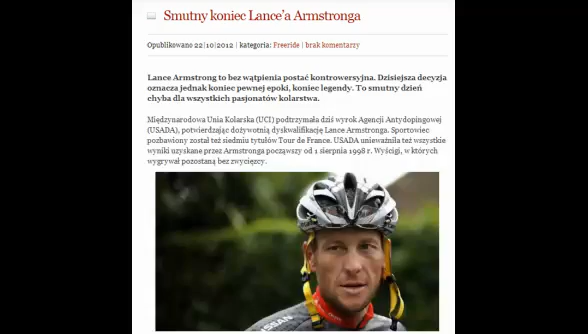 Smutny koniec Lance'a Armstronga
Opublikowano 22|10|2012 | kategoria: Freeride | brak komentarzy
Lance Armstrong to bez wątpienia postać kontrowersyjna. Dzisiejsza decyzja
oznacza jednak koniec pewnej epoki, koniec legendy. To smutny dzień
chyba dla wszystkich pasjonatów kolarstwa.
Międzynarodowa Unia Kolarska (UCI) podtrzymała dziś wyrok Agencji Antydopingowej
(USADA), potwierdzając dożywotnią dyskwalifikację Lance Armstronga. Sportowiec
pozbawiony został też siedmiu tytułów Tour de France. USADA unieważniła też wszystkie
wyniki uzyskane przez Armstronga począwszy od 1 sierpnia 1998 r. Wyścigi, w których
wygrywał pozostaną bez zwycięzcy.
NISSAN